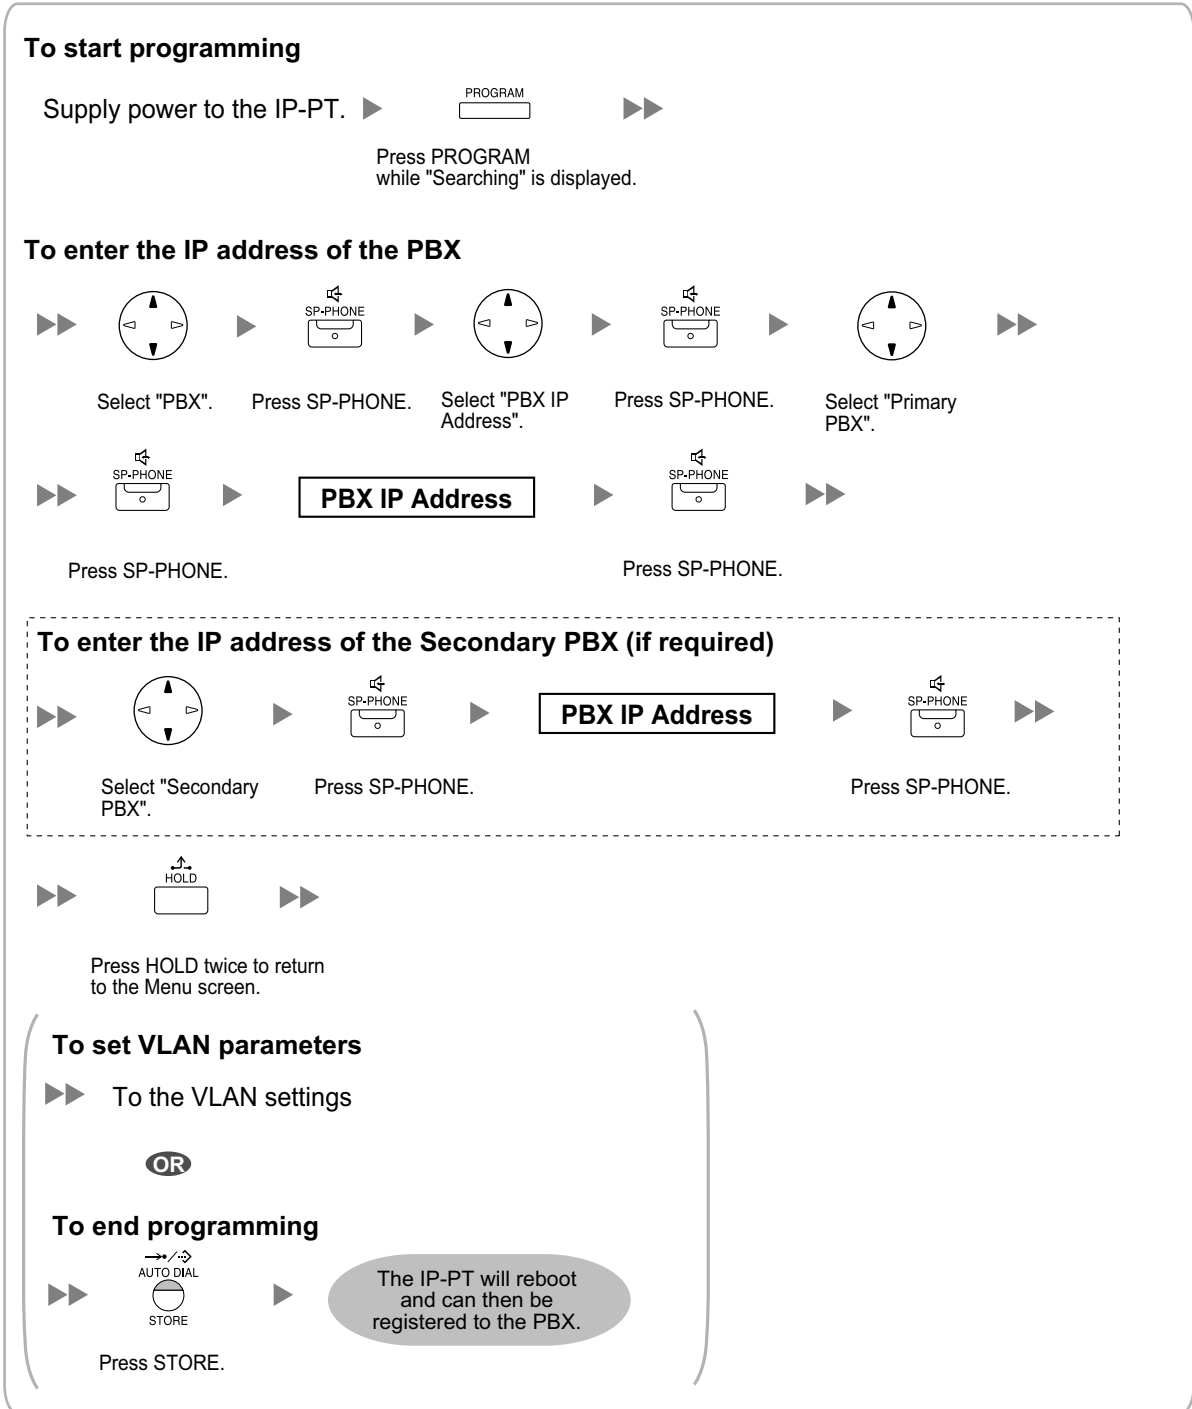 To start programming
Supply power to the IP-PT.
PROGRAM
Press PROGRAM
while "Searching" is displayed.
To enter the IP address of the PBX
SP-PHONE
SP-PHONE
Select "PBX".
Press SP-PHONE.
Select "PBX IP
Address".
Press SP-PHONE.
Select "Primary
PBX".
SP-PHONE
PBX IP Address
SP-PHONE
Press SP-PHONE.
Press SP-PHONE.
To enter the IP address of the Secondary PBX (if required)
SP-PHONE
PBX IP Address
SP-PHONE
Select "Secondary
PBX".
Press SP-PHONE.
Press SP-PHONE.
HOLD
Press HOLD twice to return
to the Menu screen.
To set VLAN parameters
To the VLAN settings
OR
To end programming
AUTO DIAL
STORE
The IP-PT will reboot
and can then be
registered to the PBX.
Press STORE.